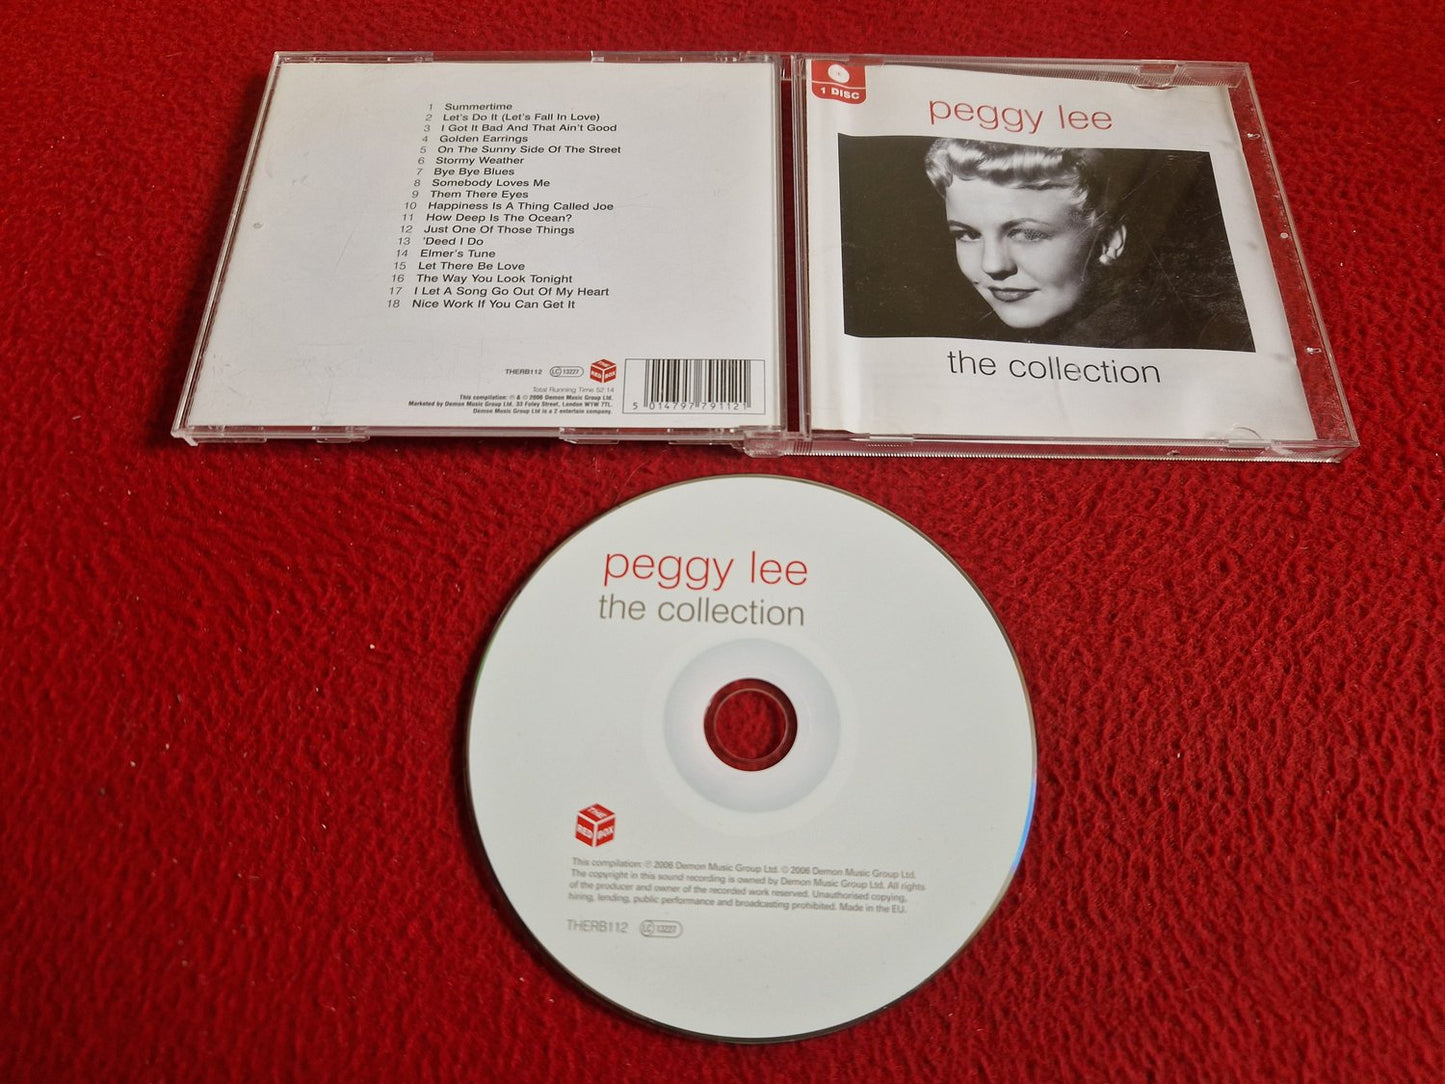 1 Summertime
2 Let's Do It (Let's Fall In Love)
3 I Got It Bad And That Ain't Good
4 Golden Earrings
5 On The Sunny Side Of The Street
6 Stormy Weather
7 Bye Bye Blues
8 Somebody Loves Me
9 Them There Eyes
10 Happiness Is A Thing Called Joe
11 How Deep Is The Ocean?
12 Just One Of Those Things
13 'Deed I Do
14 Elmer's Tune
15 Let There Be Love
16 The Way You Look Tonight
17 I Let A Song Go Out Of My Heart
18 Nice Work If You Can Get It
THERB112 LC 13227 THE RED BOX
Total Running Time 52:14
This compilation: ℗ & © 2006 Demon Music Group Ltd.
Marketed by Demon Music Group Ltd. 33 Foley Street, London W1W 7TL.
Demon Music Group Ltd is a 2 entertain company.
5 014797 791121
1 DISC
peggy lee
the collection
peggy lee
the collection
THE RED BOX
This compilation: ℗ 2006 Demon Music Group Ltd. © 2006 Demon Music Group Ltd.
The copyright in this sound recording is owned by Demon Music Group Ltd. All rights
of the producer and owner of the recorded work reserved. Unauthorised copying,
hiring, lending, public performance and broadcasting prohibited. Made in the EU.
THERB112 LC 13227